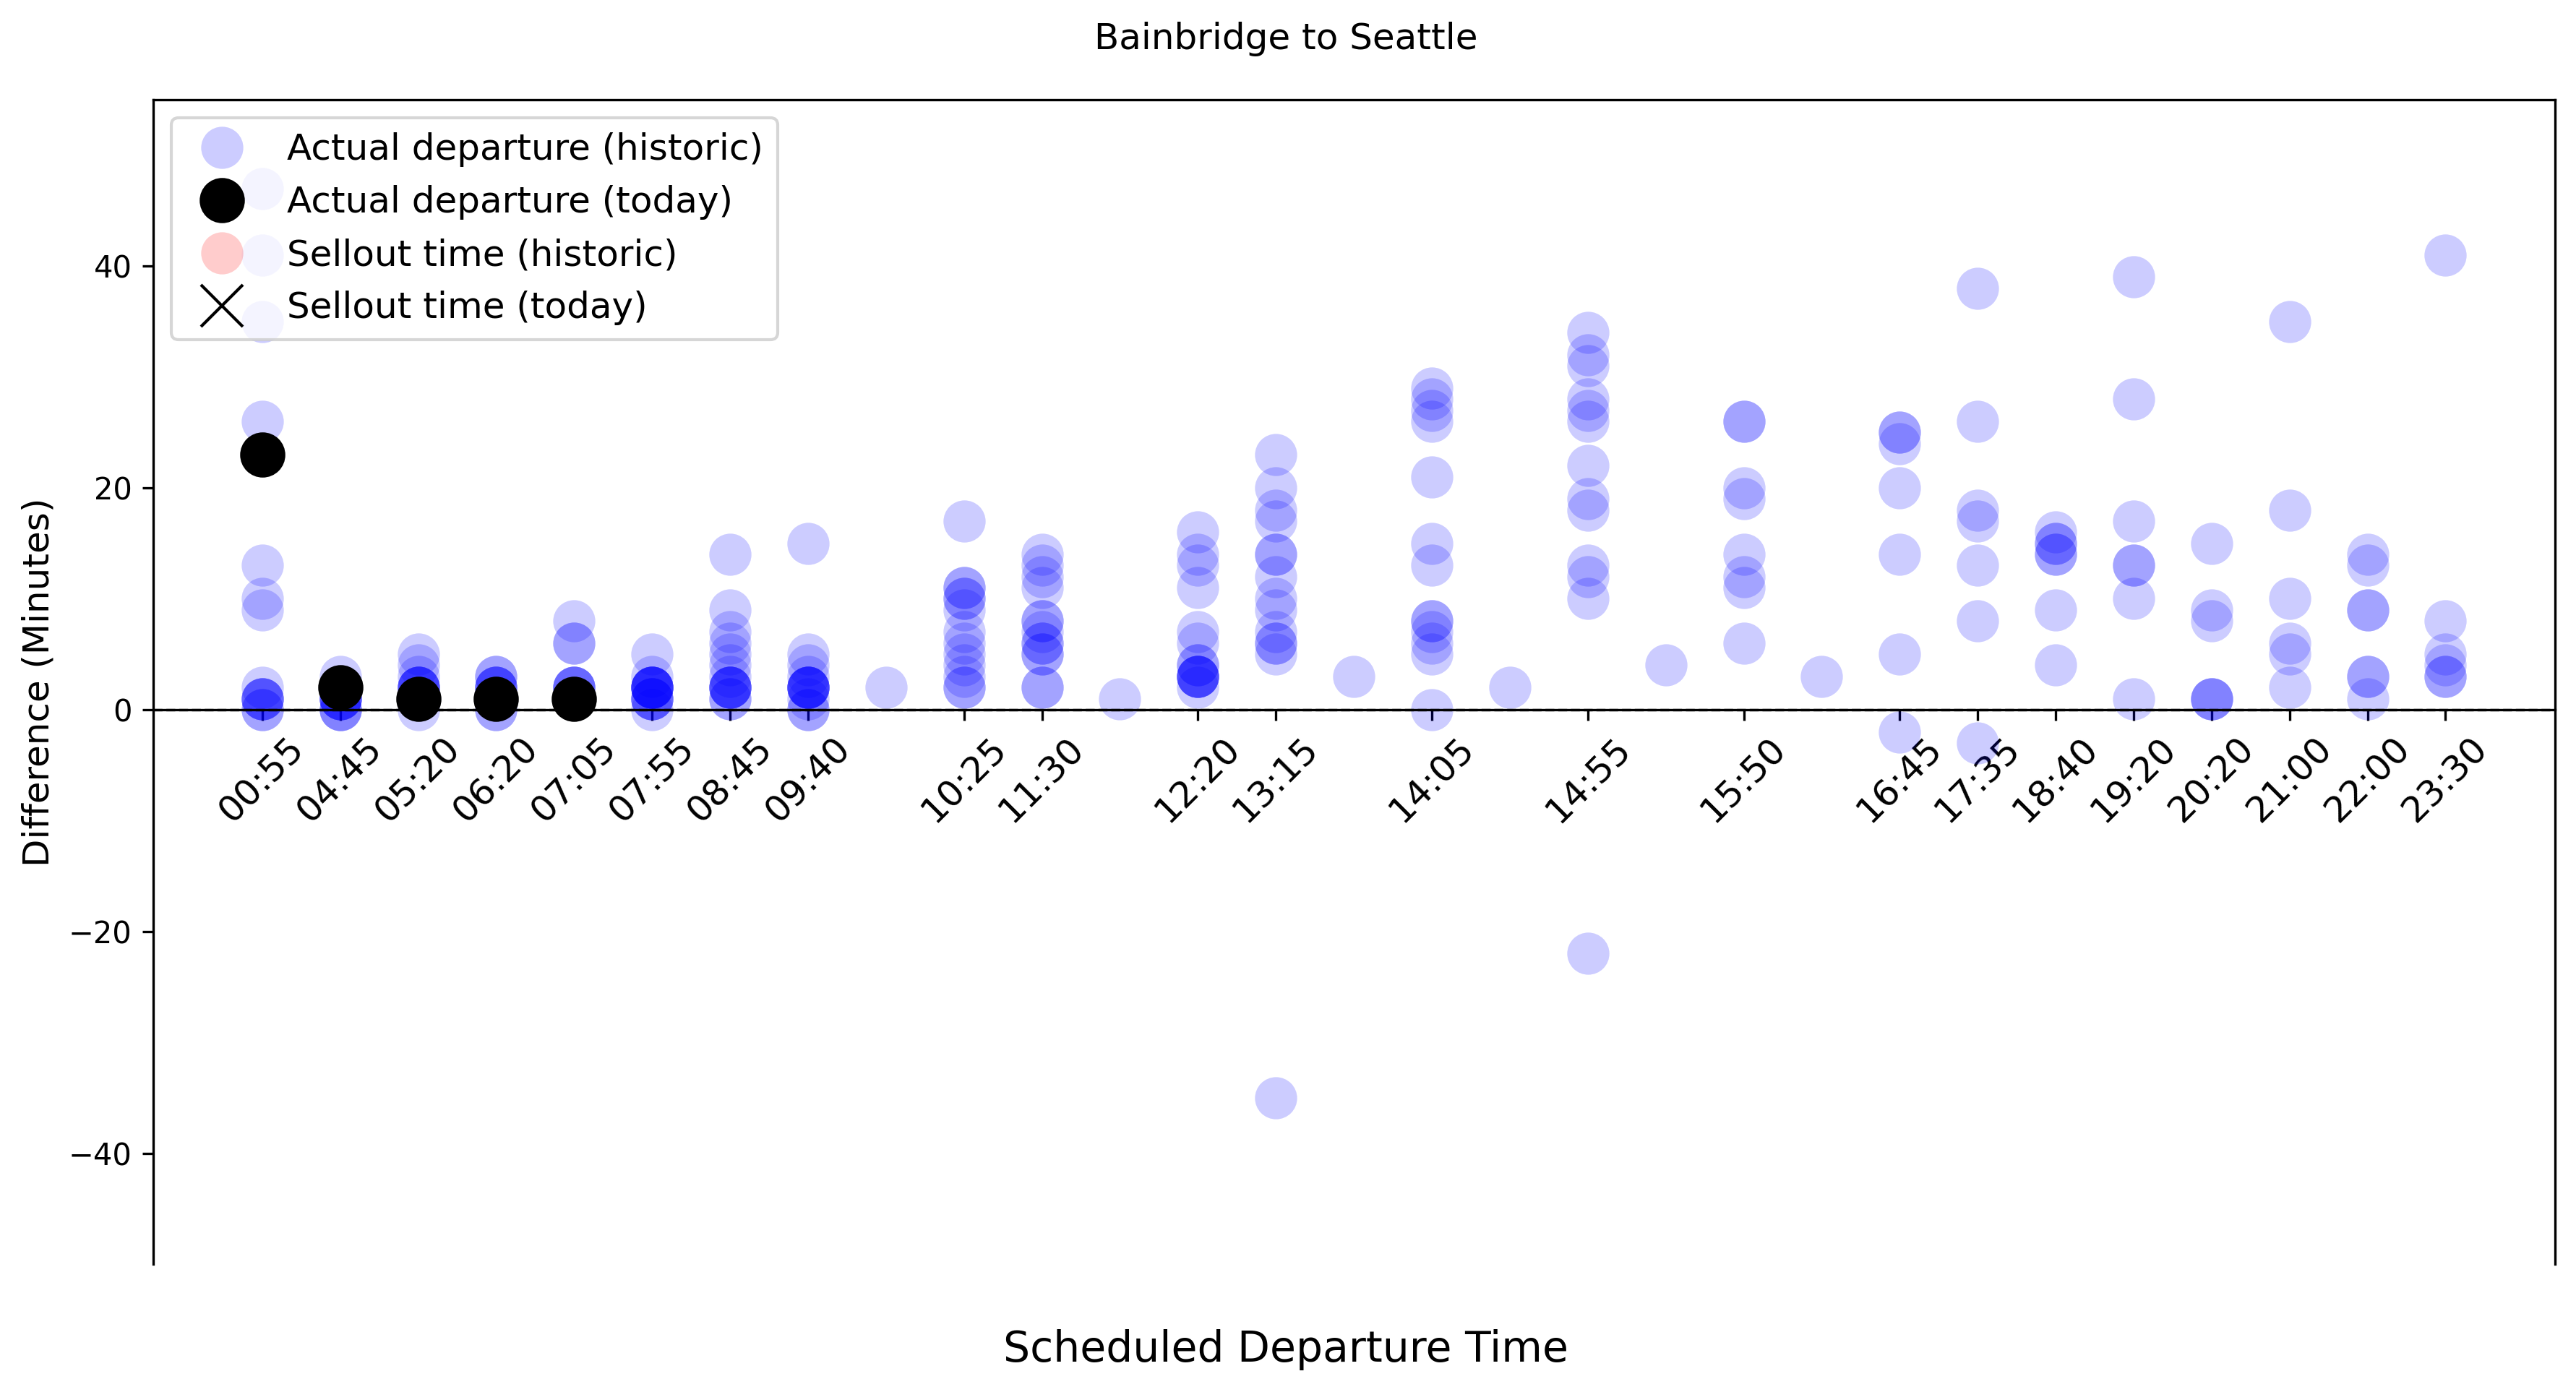 Bainbridge to Seattle
Actual departure (historic)
Actual departure (today)
Sellout time (historic)
Sellout time (today)
Difference (Minutes)
40
20
0
−20
−40
00:55 04:45 05:20 06:20 07:05 07:55 08:45 09:40 10:25 11:30 12:20 13:15 14:05 14:55 15:50 16:45 17:35 18:40 19:20 20:20 21:00 22:00 23:30
Scheduled Departure Time